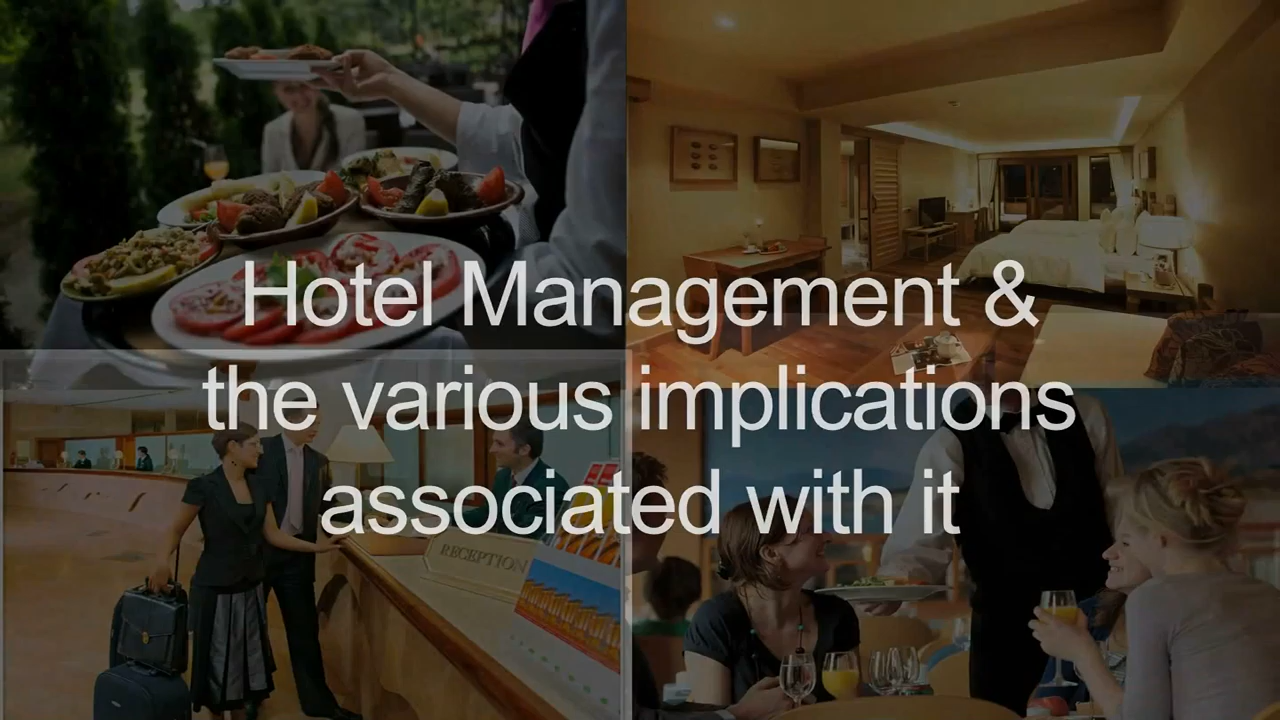 Hotel Management &
the various implications
associated with it
RECEPTION